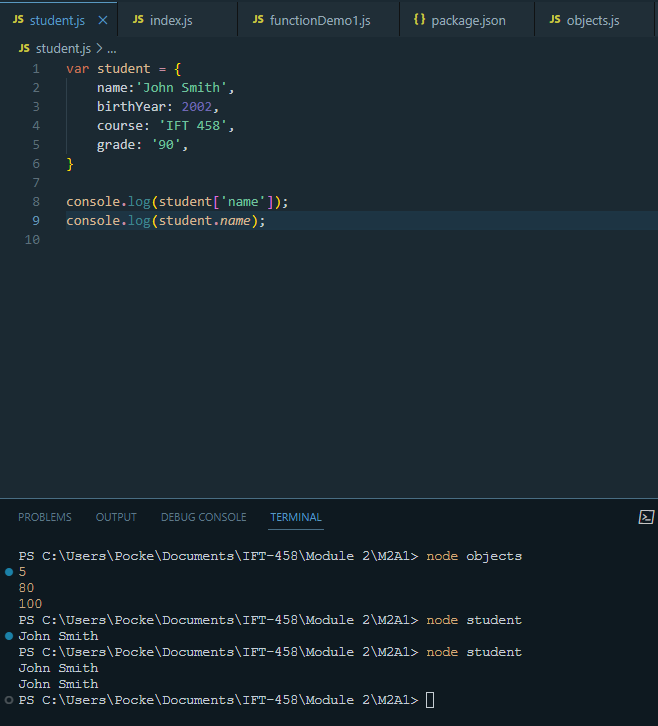 JS student.js × JS index.js JS functionDemo1.js {} package.json JS objects.js
JS student.js > ...
1 var student = {
2 name:'John Smith',
3 birthYear: 2002,
4 course: 'IFT 458',
5 grade: '90',
6 }
7
8 console.log(student['name']);
9 console.log(student.name);
10
PROBLEMS OUTPUT DEBUG CONSOLE TERMINAL
PS C:\Users\Pocke\Documents\IFT-458\Module 2\M2A1> node objects
5
80
100
PS C:\Users\Pocke\Documents\IFT-458\Module 2\M2A1> node student
John Smith
PS C:\Users\Pocke\Documents\IFT-458\Module 2\M2A1> node student
John Smith
John Smith
PS C:\Users\Pocke\Documents\IFT-458\Module 2\M2A1>